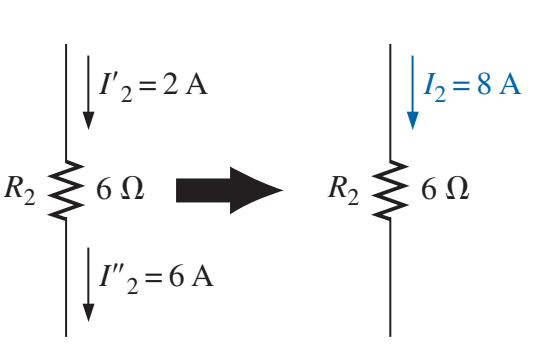 I′₂ = 2 A
R₂ 6 Ω
I″₂ = 6 A
I₂ = 8 A
R₂ 6 Ω